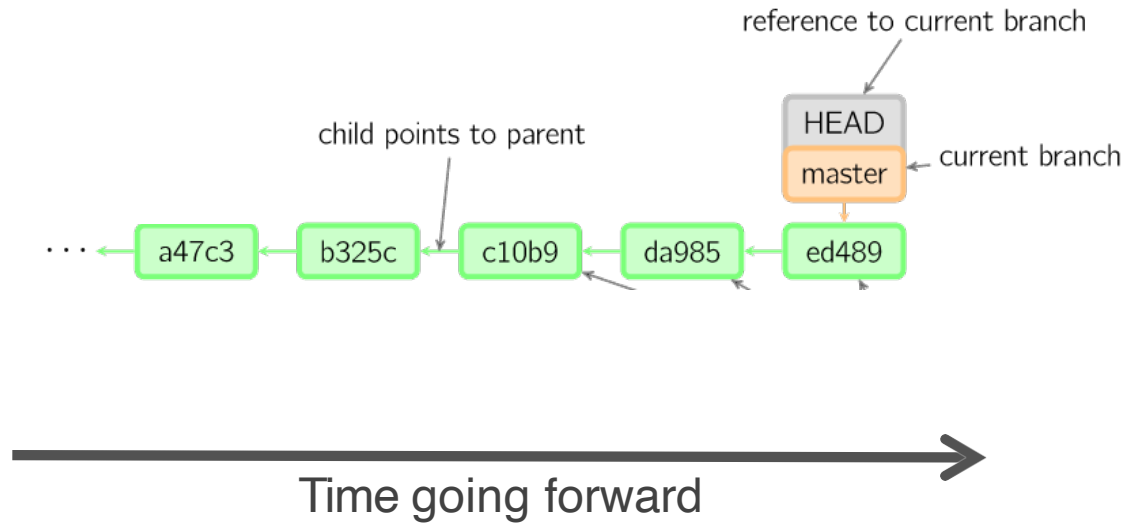 reference to current branch
HEAD
child points to parent
master
current branch
··· a47c3 b325c c10b9 da985 ed489
Time going forward